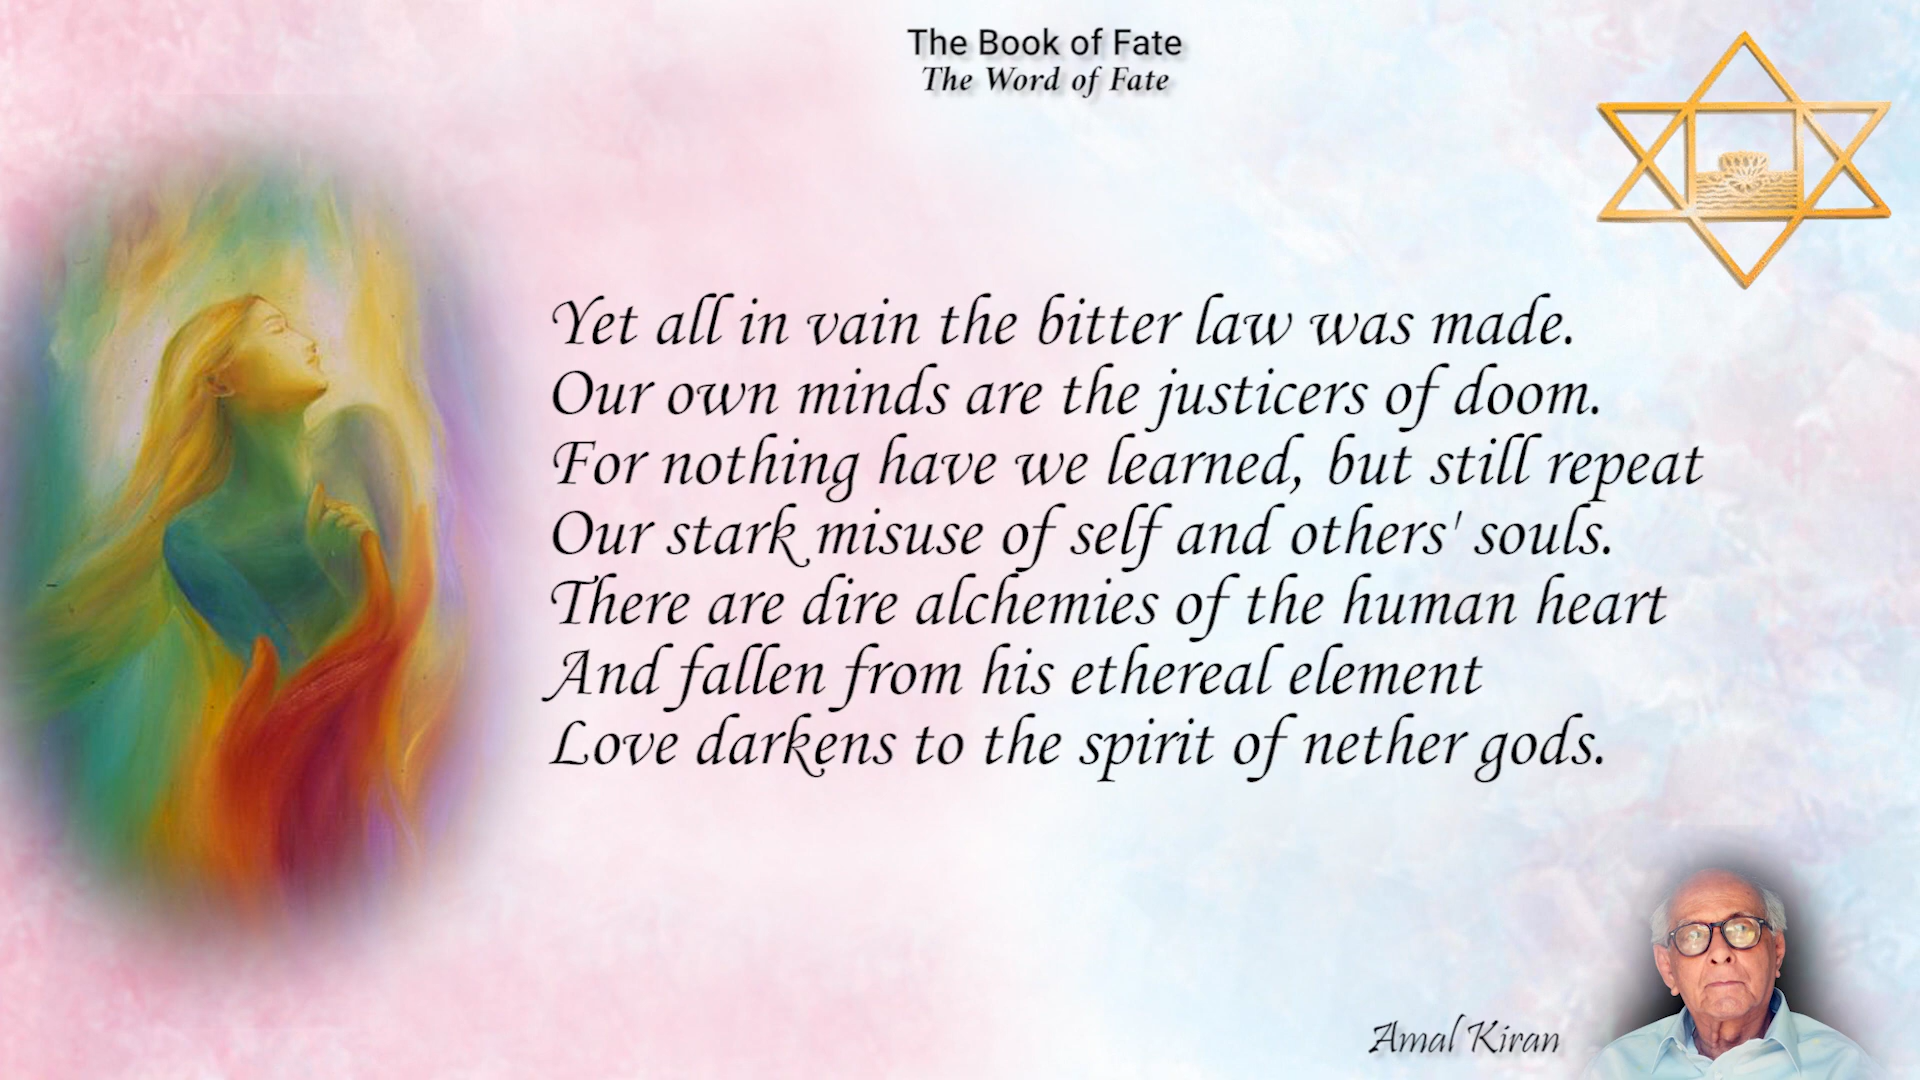 The Book of Fate
The Word of Fate
Yet all in vain the bitter law was made.
Our own minds are the justicers of doom.
For nothing have we learned, but still repeat
Our stark misuse of self and others' souls.
There are dire alchemies of the human heart
And fallen from his ethereal element
Love darkens to the spirit of nether gods.
Amal Kiran